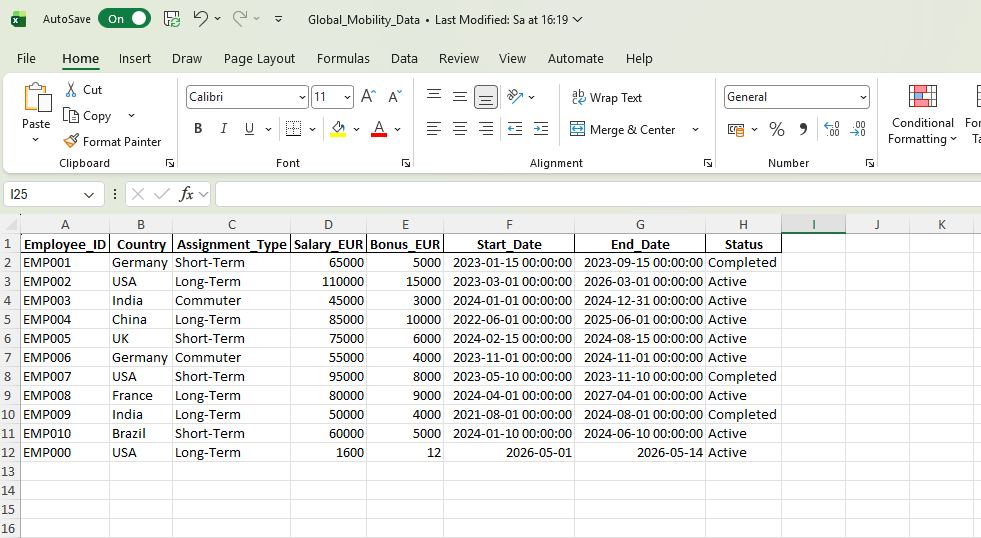 AutoSave On Global_Mobility_Data • Last Modified: Sa at 16:19
File Home Insert Draw Page Layout Formulas Data Review View Automate Help
Paste Cut Copy Format Painter
Calibri 11
B I U A
ab Wrap Text
Merge & Center
General
% 
Conditional Formatting
Clipboard Font Alignment Number
I25 fx
A B C D E F G H I J K
1 Employee_ID Country Assignment_Type Salary_EUR Bonus_EUR Start_Date End_Date Status
2 EMP001 Germany Short-Term 65000 5000 2023-01-15 00:00:00 2023-09-15 00:00:00 Completed
3 EMP002 USA Long-Term 110000 15000 2023-03-01 00:00:00 2026-03-01 00:00:00 Active
4 EMP003 India Commuter 45000 3000 2024-01-01 00:00:00 2024-12-31 00:00:00 Active
5 EMP004 China Long-Term 85000 10000 2022-06-01 00:00:00 2025-06-01 00:00:00 Active
6 EMP005 UK Short-Term 75000 6000 2024-02-15 00:00:00 2024-08-15 00:00:00 Active
7 EMP006 Germany Commuter 55000 4000 2023-11-01 00:00:00 2024-11-01 00:00:00 Active
8 EMP007 USA Short-Term 95000 8000 2023-05-10 00:00:00 2023-11-10 00:00:00 Completed
9 EMP008 France Long-Term 80000 9000 2024-04-01 00:00:00 2027-04-01 00:00:00 Active
10 EMP009 India Long-Term 50000 4000 2021-08-01 00:00:00 2024-08-01 00:00:00 Completed
11 EMP010 Brazil Short-Term 60000 5000 2024-01-10 00:00:00 2024-06-10 00:00:00 Active
12 EMP000 USA Long-Term 1600 12 2026-05-01 2026-05-14 Active
13
14
15
16